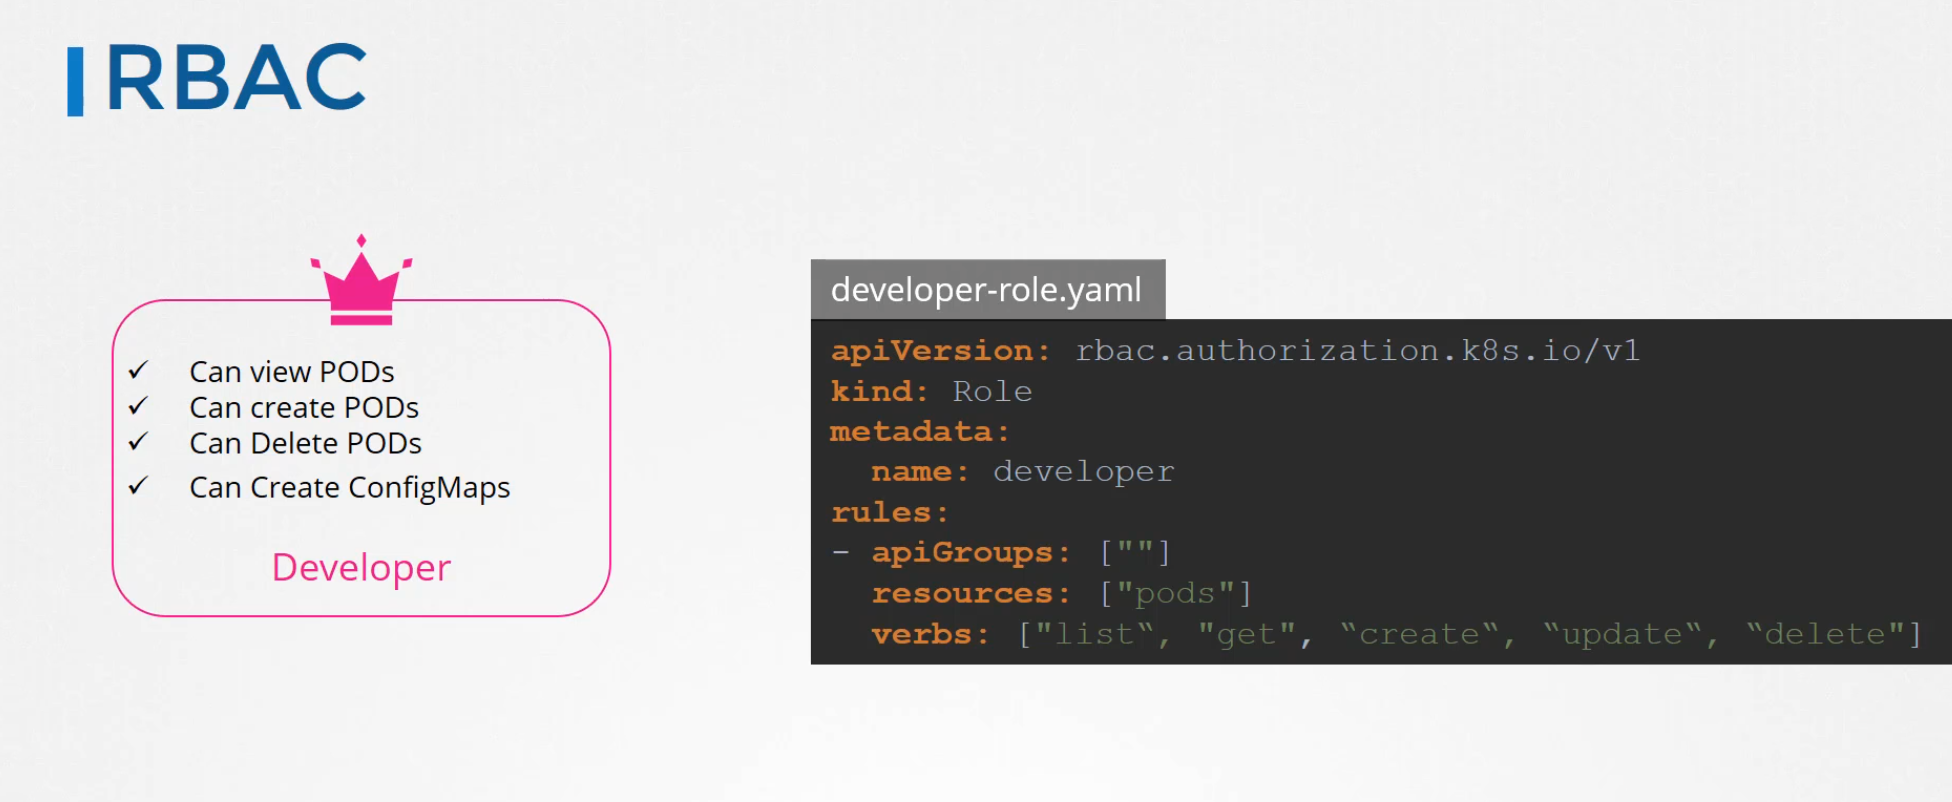 RBAC
✓ Can view PODs
✓ Can create PODs
✓ Can Delete PODs
✓ Can Create ConfigMaps
Developer
developer-role.yaml
apiVersion: rbac.authorization.k8s.io/v1
kind: Role
metadata:
  name: developer
rules:
- apiGroups: [""]
  resources: ["pods"]
  verbs: ["list“, "get", “create“, “update“, “delete"]